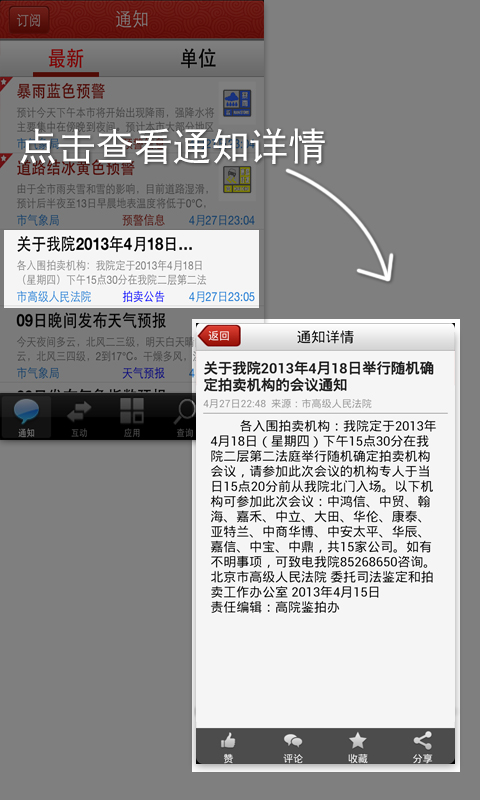 订阅
通知
最新
单位
暴雨蓝色预警
预计今天下午本市将开始出现降雨，强降水将
主要集中在傍晚到夜间，预计本市大部分地区
点击查看通知详情
道路结冰黄色预警
由于全市雨夹雪和雪的影响，目前道路湿滑，
预计后半夜至13日早晨地表温度将低于0°C，
市气象局
预警信息
4月27日23:04
关于我院2013年4月18日...
各入围拍卖机构：我院定于2013年4月18日
（星期四）下午15点30分在我院二层第二法
市高级人民法院
拍卖公告
4月27日23:05
09日晚间发布天气预报
今天夜间多云，北风二三级，明天白天晴
云，北风三四级，2到17°C。干燥多风，
市气象局
天气预报
通知
互动
应用
查询
返回
通知详情
关于我院2013年4月18日举行随机确
定拍卖机构的会议通知
4月27日22:48 来源：市高级人民法院
各入围拍卖机构：我院定于2013年
4月18日（星期四）下午15点30分在我
院二层第二法庭举行随机确定拍卖机构
会议，请参加此次会议的机构专人于当
日15点20分前从我院北门入场。以下机
构可参加此次会议：中鸿信、中贸、翰
海、嘉禾、中立、大田、华伦、康泰、
亚特兰、中商华博、中安太平、华辰、
嘉信、中宝、中鼎，共15家公司。如有
不明事项，可致电我院85268650咨询。
北京市高级人民法院 委托司法鉴定和拍
卖工作办公室 2013年4月15日
责任编辑：高院鉴拍办
赞
评论
收藏
分享